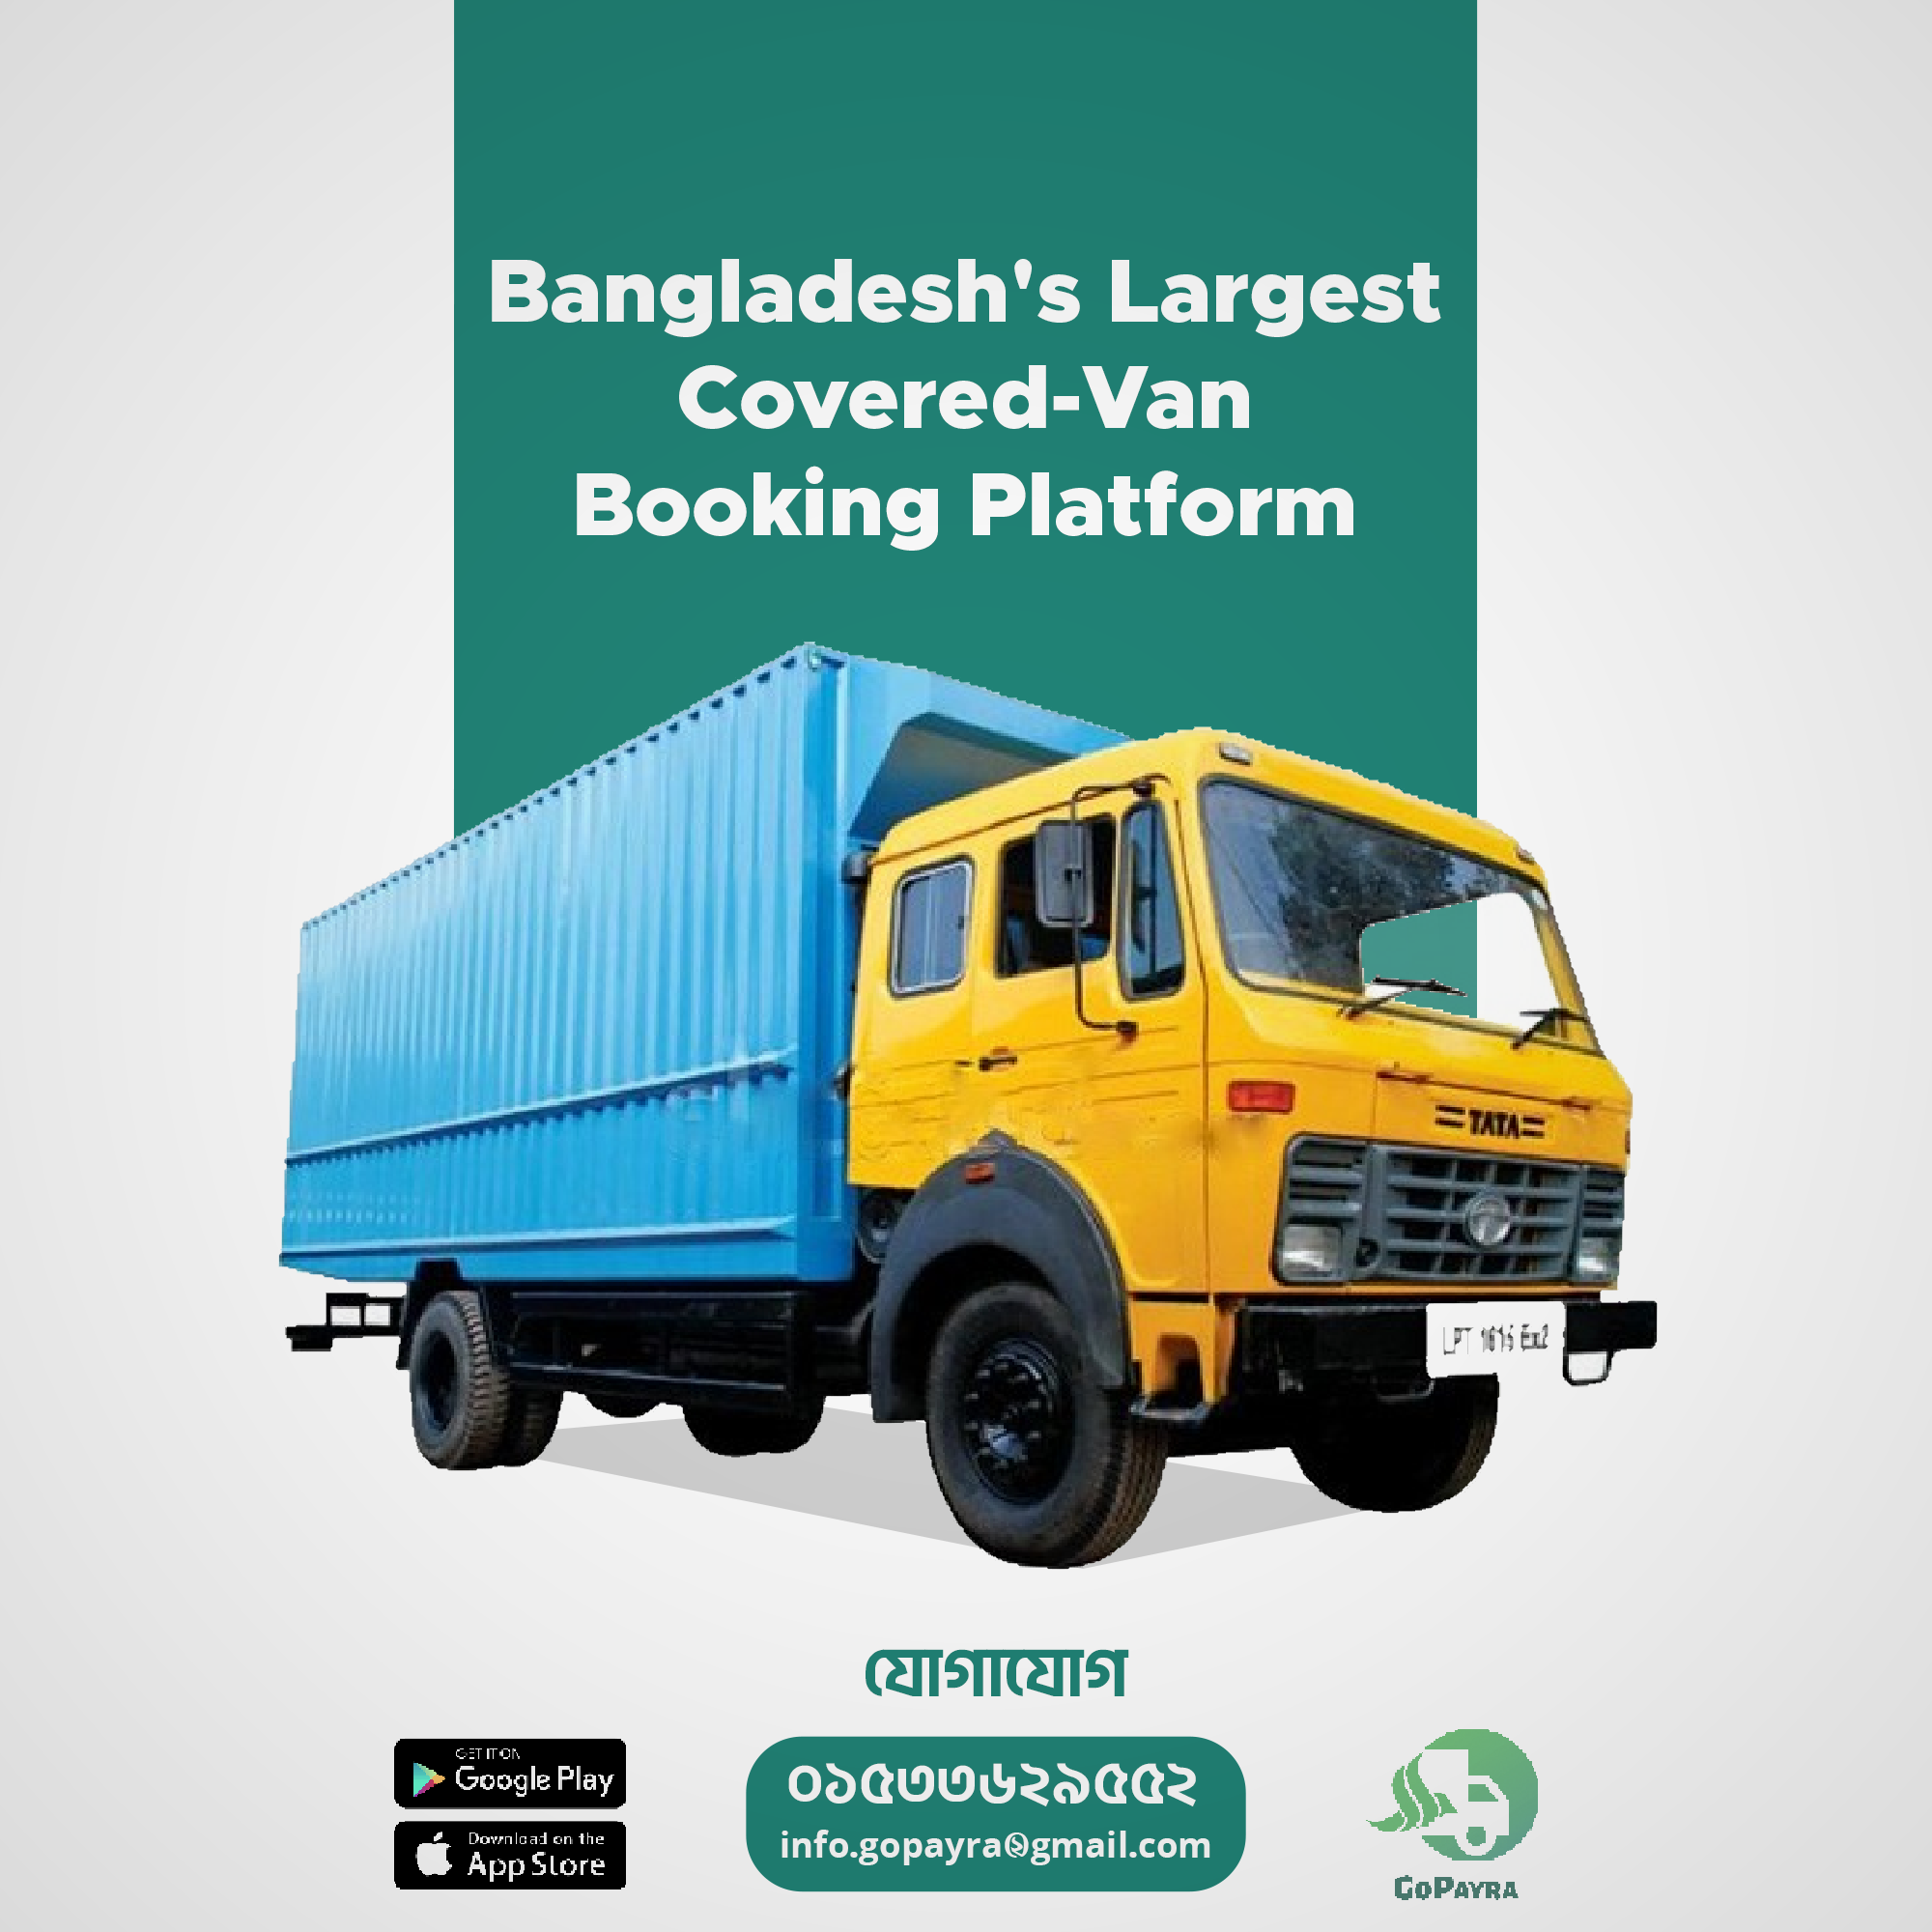 Bangladesh's Largest
Covered-Van
Booking Platform
TATA
LPT 1615 Ex2
যোগাযোগ
GET IT ON
Google Play
Download on the
App Store
০১৫৩৩৬২৯৫৫২
info.gopayra@gmail.com
GoPayra